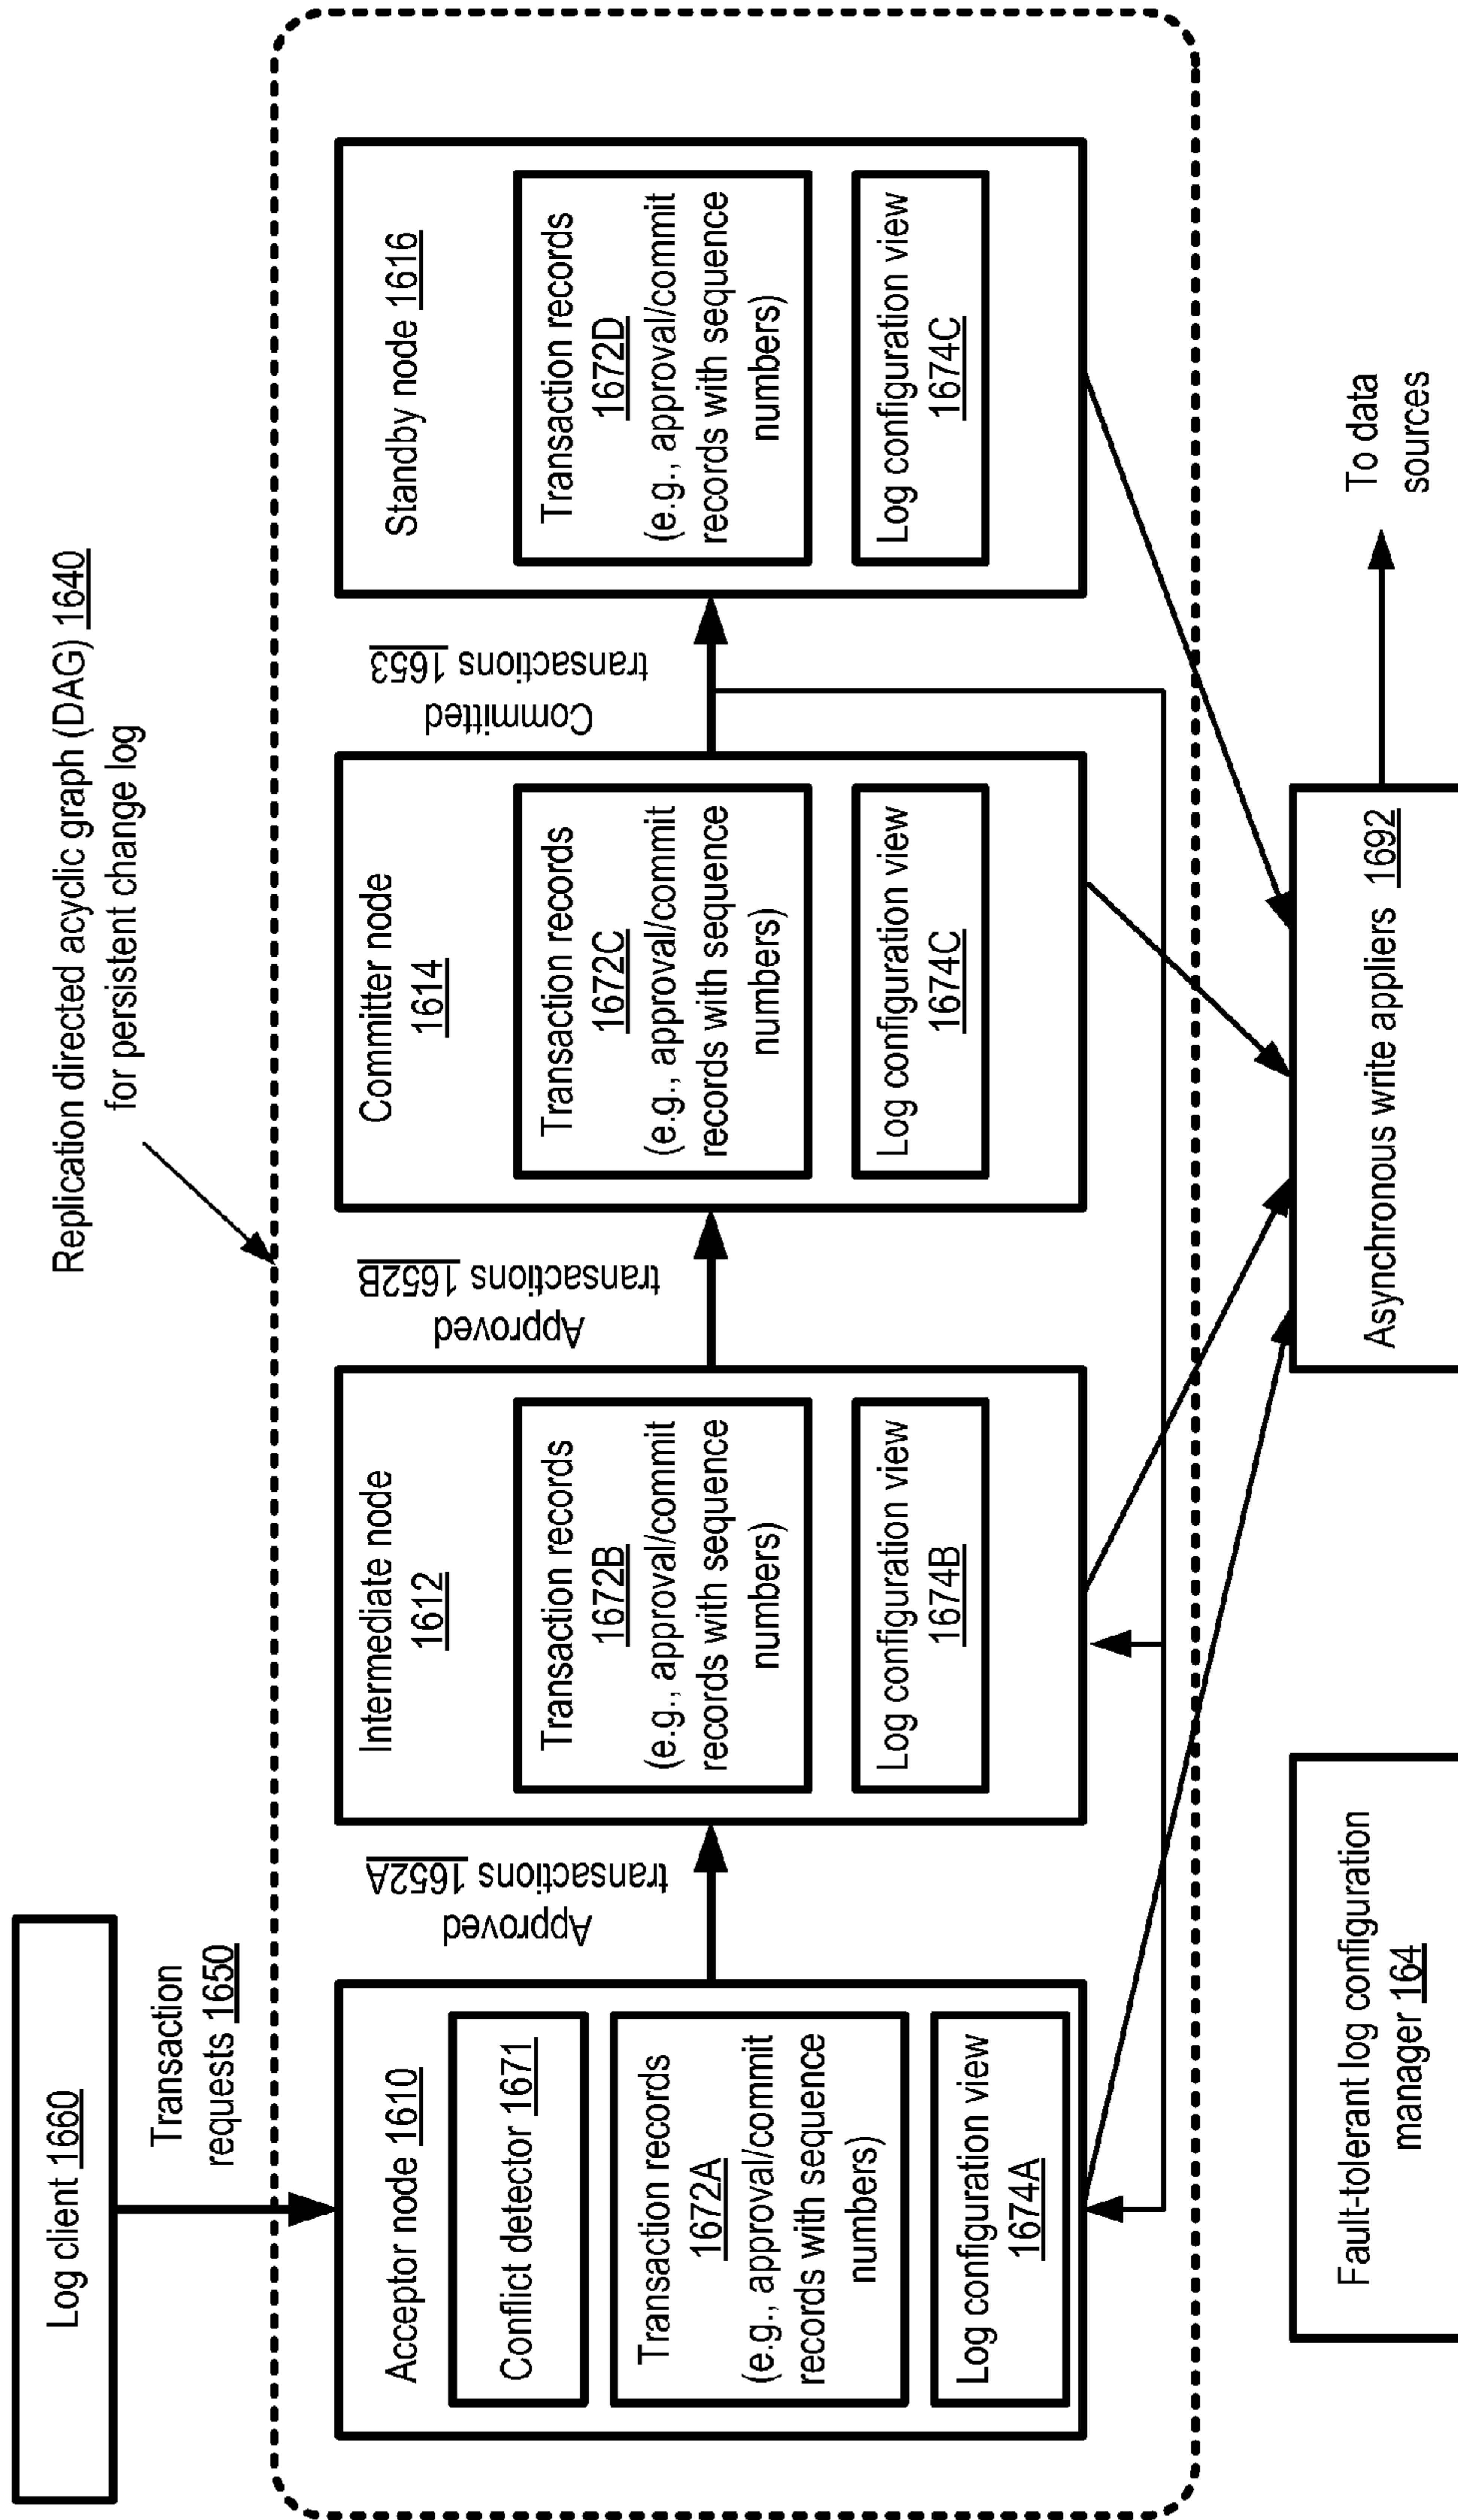 Replication directed acyclic graph (DAG) 1640
for persistent change log
Log client 1660
Transaction
requests 1650
Acceptor node 1610
Conflict detector 1671
Transaction records
1672A
(e.g., approval/commit
records with sequence
numbers)
Log configuration view
1674A
Approved
transactions 1652A
Intermediate node
1612
Transaction records
1672B
(e.g., approval/commit
records with sequence
numbers)
Log configuration view
1674B
Approved
transactions 1652B
Committer node
1614
Transaction records
1672C
(e.g., approval/commit
records with sequence
numbers)
Log configuration view
1674C
Committed
transactions 1653
Standby node 1616
Transaction records
1672D
(e.g., approval/commit
records with sequence
numbers)
Log configuration view
1674C
Fault-tolerant log configuration
manager 164
Asynchronous write appliers 1692
To data
sources